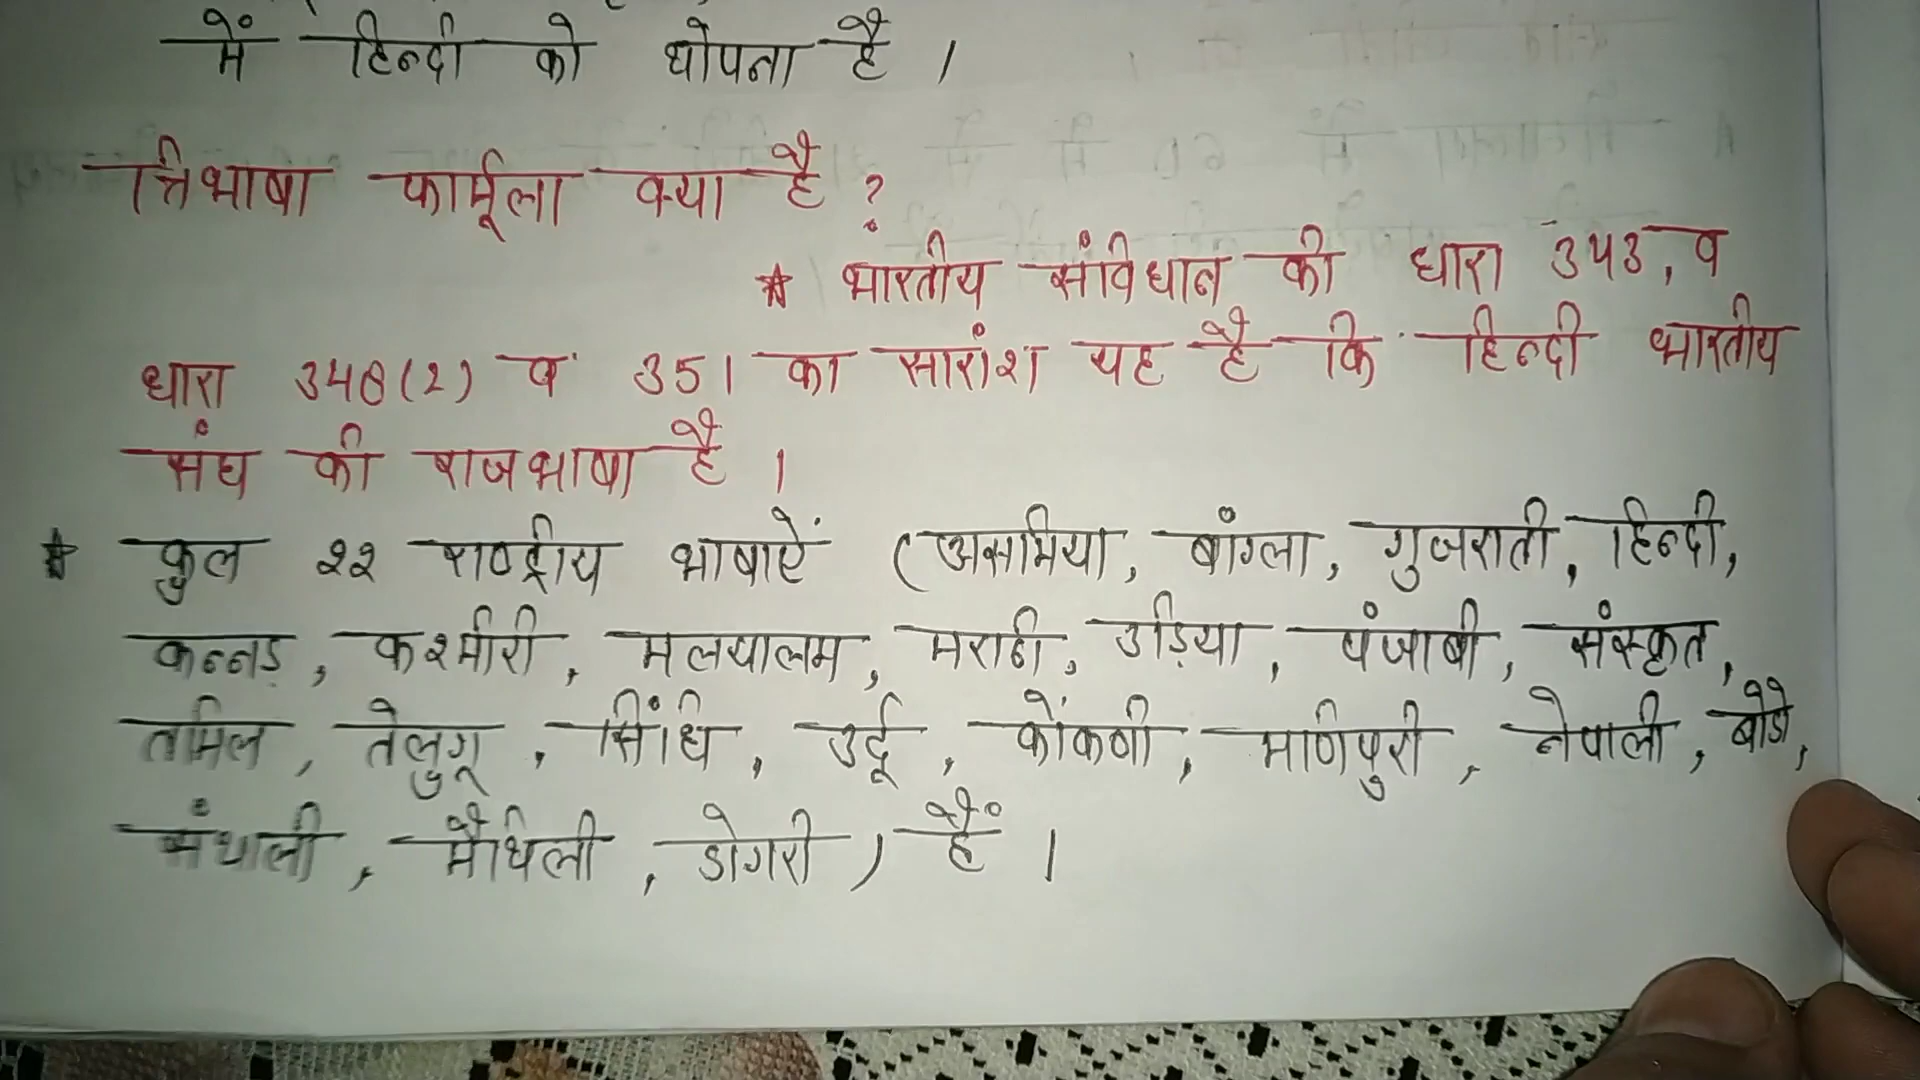 में हिन्दी को थोपना है ।
त्रिभाषा फार्मूला क्या है ?
* भारतीय संविधान की धारा 343, व
धारा 348(2) व 351 का सारांश यह है कि हिन्दी भारतीय
संघ की राजभाषा है ।
* कुल २२ राष्ट्रीय भाषाऐं (असमिया, बांग्ला, गुजराती, हिन्दी,
कन्नड़, कश्मीरी, मलयालम, मराठी, उड़िया, पंजाबी, संस्कृत,
तमिल, तेलुगू, सिंधि, उर्दू, कोंकणी, मणिपुरी, नेपाली, बोडो,
संथाली, मैथिली, डोगरी) हैं ।